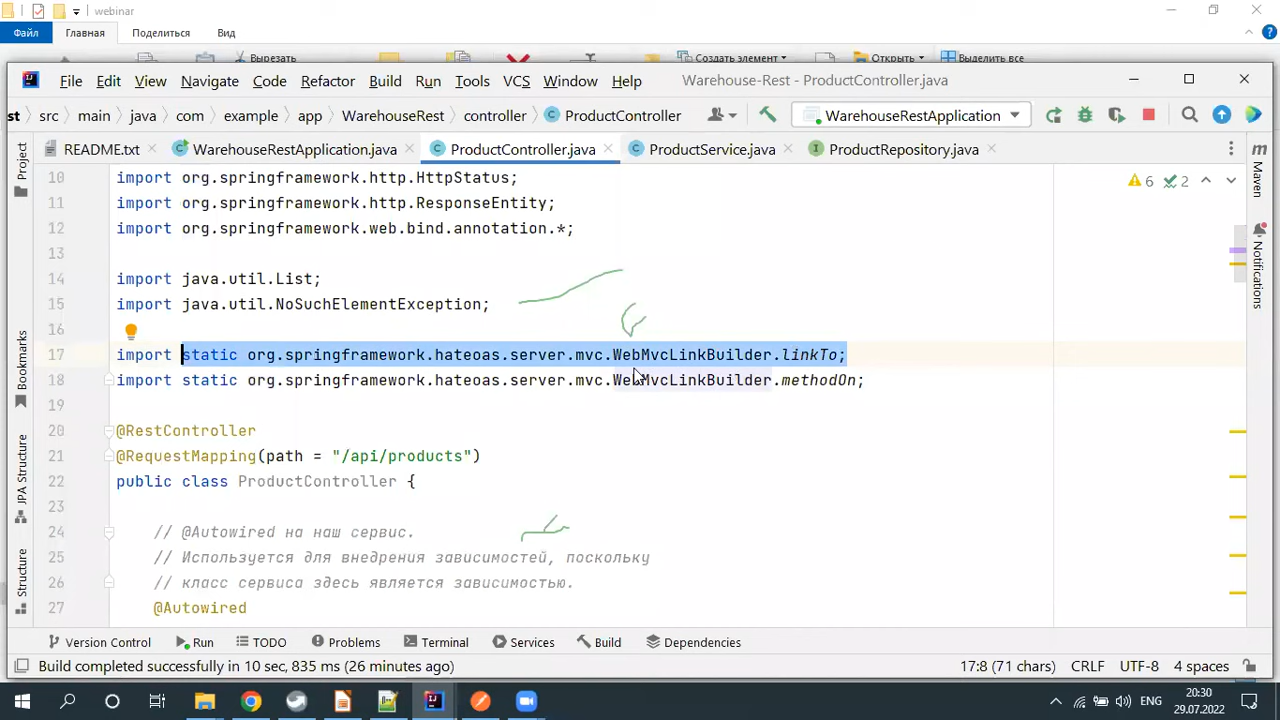 webinar
Файл Главная Поделиться Вид
Вырезать Создать элемент Открыть Выделить все
File Edit View Navigate Code Refactor Build Run Tools VCS Window Help Warehouse-Rest - ProductController.java
st src main java com example app WarehouseRest controller ProductController WarehouseRestApplication
README.txt WarehouseRestApplication.java ProductController.java ProductService.java ProductRepository.java
Project
Bookmarks
JPA Structure
Structure
Maven
Notifications
6 2
10 import org.springframework.http.HttpStatus;
11 import org.springframework.http.ResponseEntity;
12 import org.springframework.web.bind.annotation.*;
13
14 import java.util.List;
15 import java.util.NoSuchElementException;
16
17 import static org.springframework.hateoas.server.mvc.WebMvcLinkBuilder.linkTo;
18 import static org.springframework.hateoas.server.mvc.WebMvcLinkBuilder.methodOn;
19
20 @RestController
21 @RequestMapping(path = "/api/products")
22 public class ProductController {
23
24 // @Autowired на наш сервис.
25 // Используется для внедрения зависимостей, поскольку
26 // класс сервиса здесь является зависимостью.
27 @Autowired
Version Control Run TODO Problems Terminal Services Build Dependencies
Build completed successfully in 10 sec, 835 ms (26 minutes ago) 17:8 (71 chars) CRLF UTF-8 4 spaces
ENG 20:30
29.07.2022